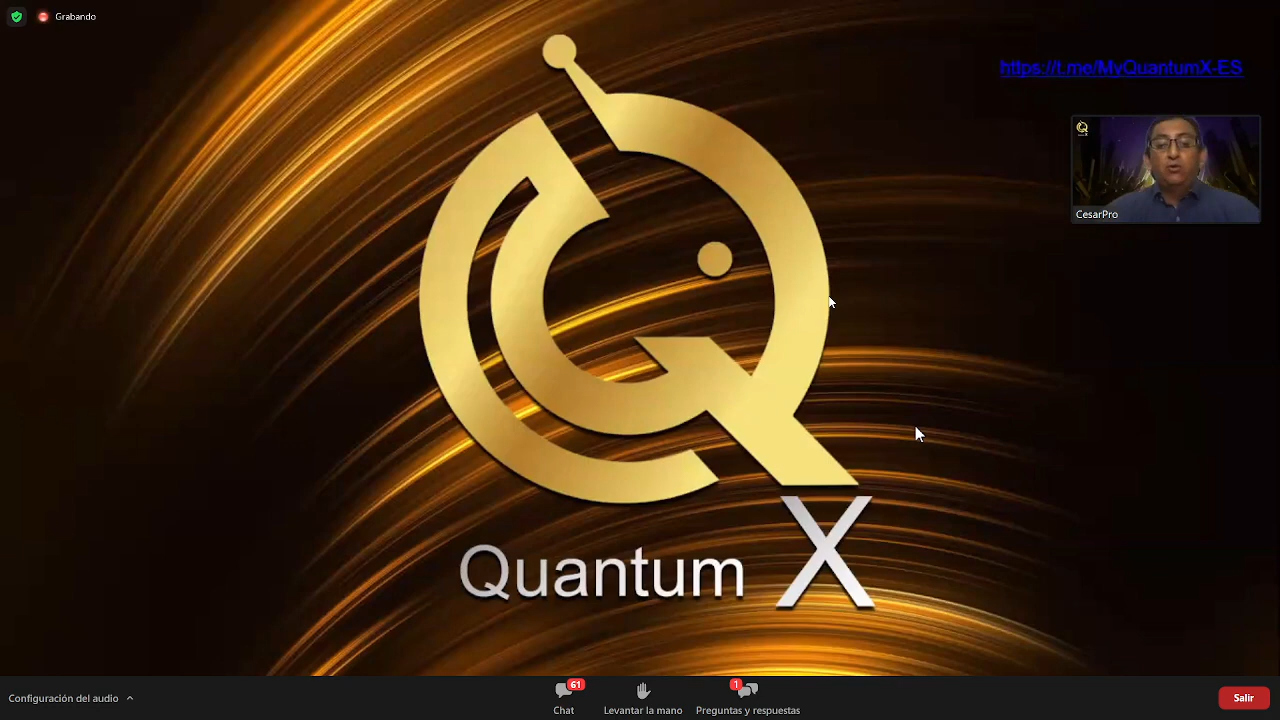 Grabando
https://t.me/MyQuantumX-ES
CesarPro
Quantum X
Configuración del audio
61
Chat
Levantar la mano
1
Preguntas y respuestas
Salir